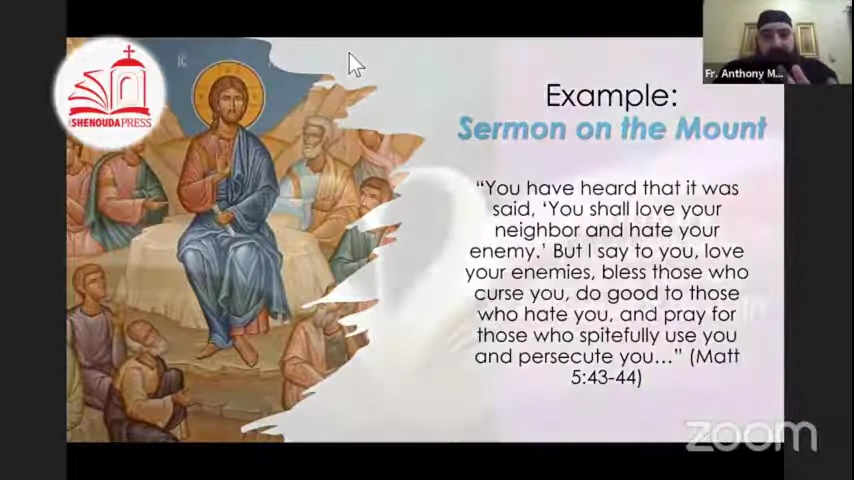 IC
SHENOUDAPRESS
Fr. Anthony M...
Example:
Sermon on the Mount
“You have heard that it was
said, ‘You shall love your
neighbor and hate your
enemy.’ But I say to you, love
your enemies, bless those who
curse you, do good to those
who hate you, and pray for
those who spitefully use you
and persecute you…” (Matt
5:43-44)
zoom